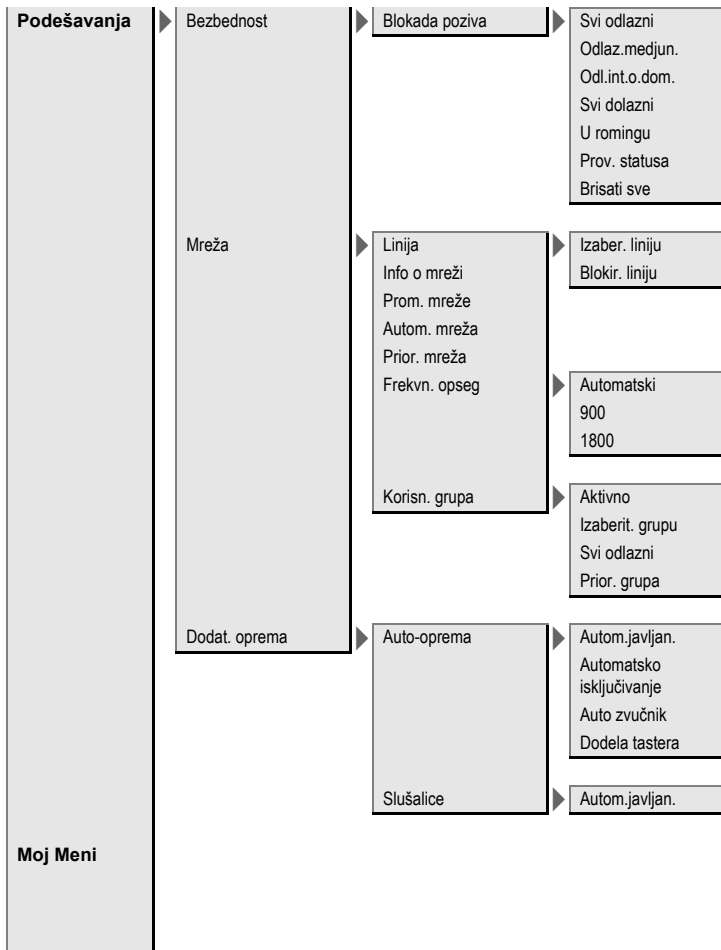 Podešavanja
Bezbednost
Blokada poziva
Svi odlazni
Odlaz.medjun.
Odl.int.o.dom.
Svi dolazni
U romingu
Prov. statusa
Brisati sve
Mreža
Linija
Izaber. liniju
Blokir. liniju
Info o mreži
Prom. mreže
Autom. mreža
Prior. mreža
Frekvn. opseg
Automatski
900
1800
Korisn. grupa
Aktivno
Izaberit. grupu
Svi odlazni
Prior. grupa
Dodat. oprema
Auto-oprema
Autom.javljan.
Automatsko
isključivanje
Auto zvučnik
Dodela tastera
Slušalice
Autom.javljan.
Moj Meni